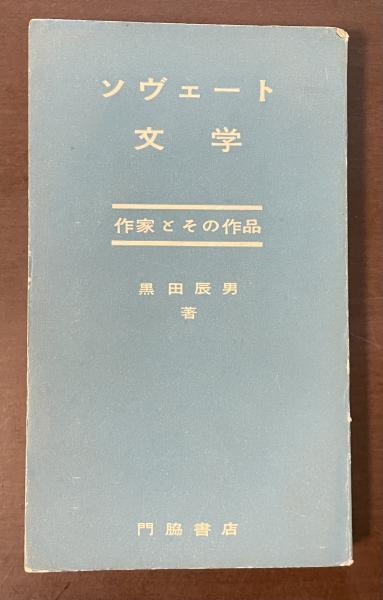 ソヴェート
文学
作家とその作品
黒田辰男
著
門脇書店